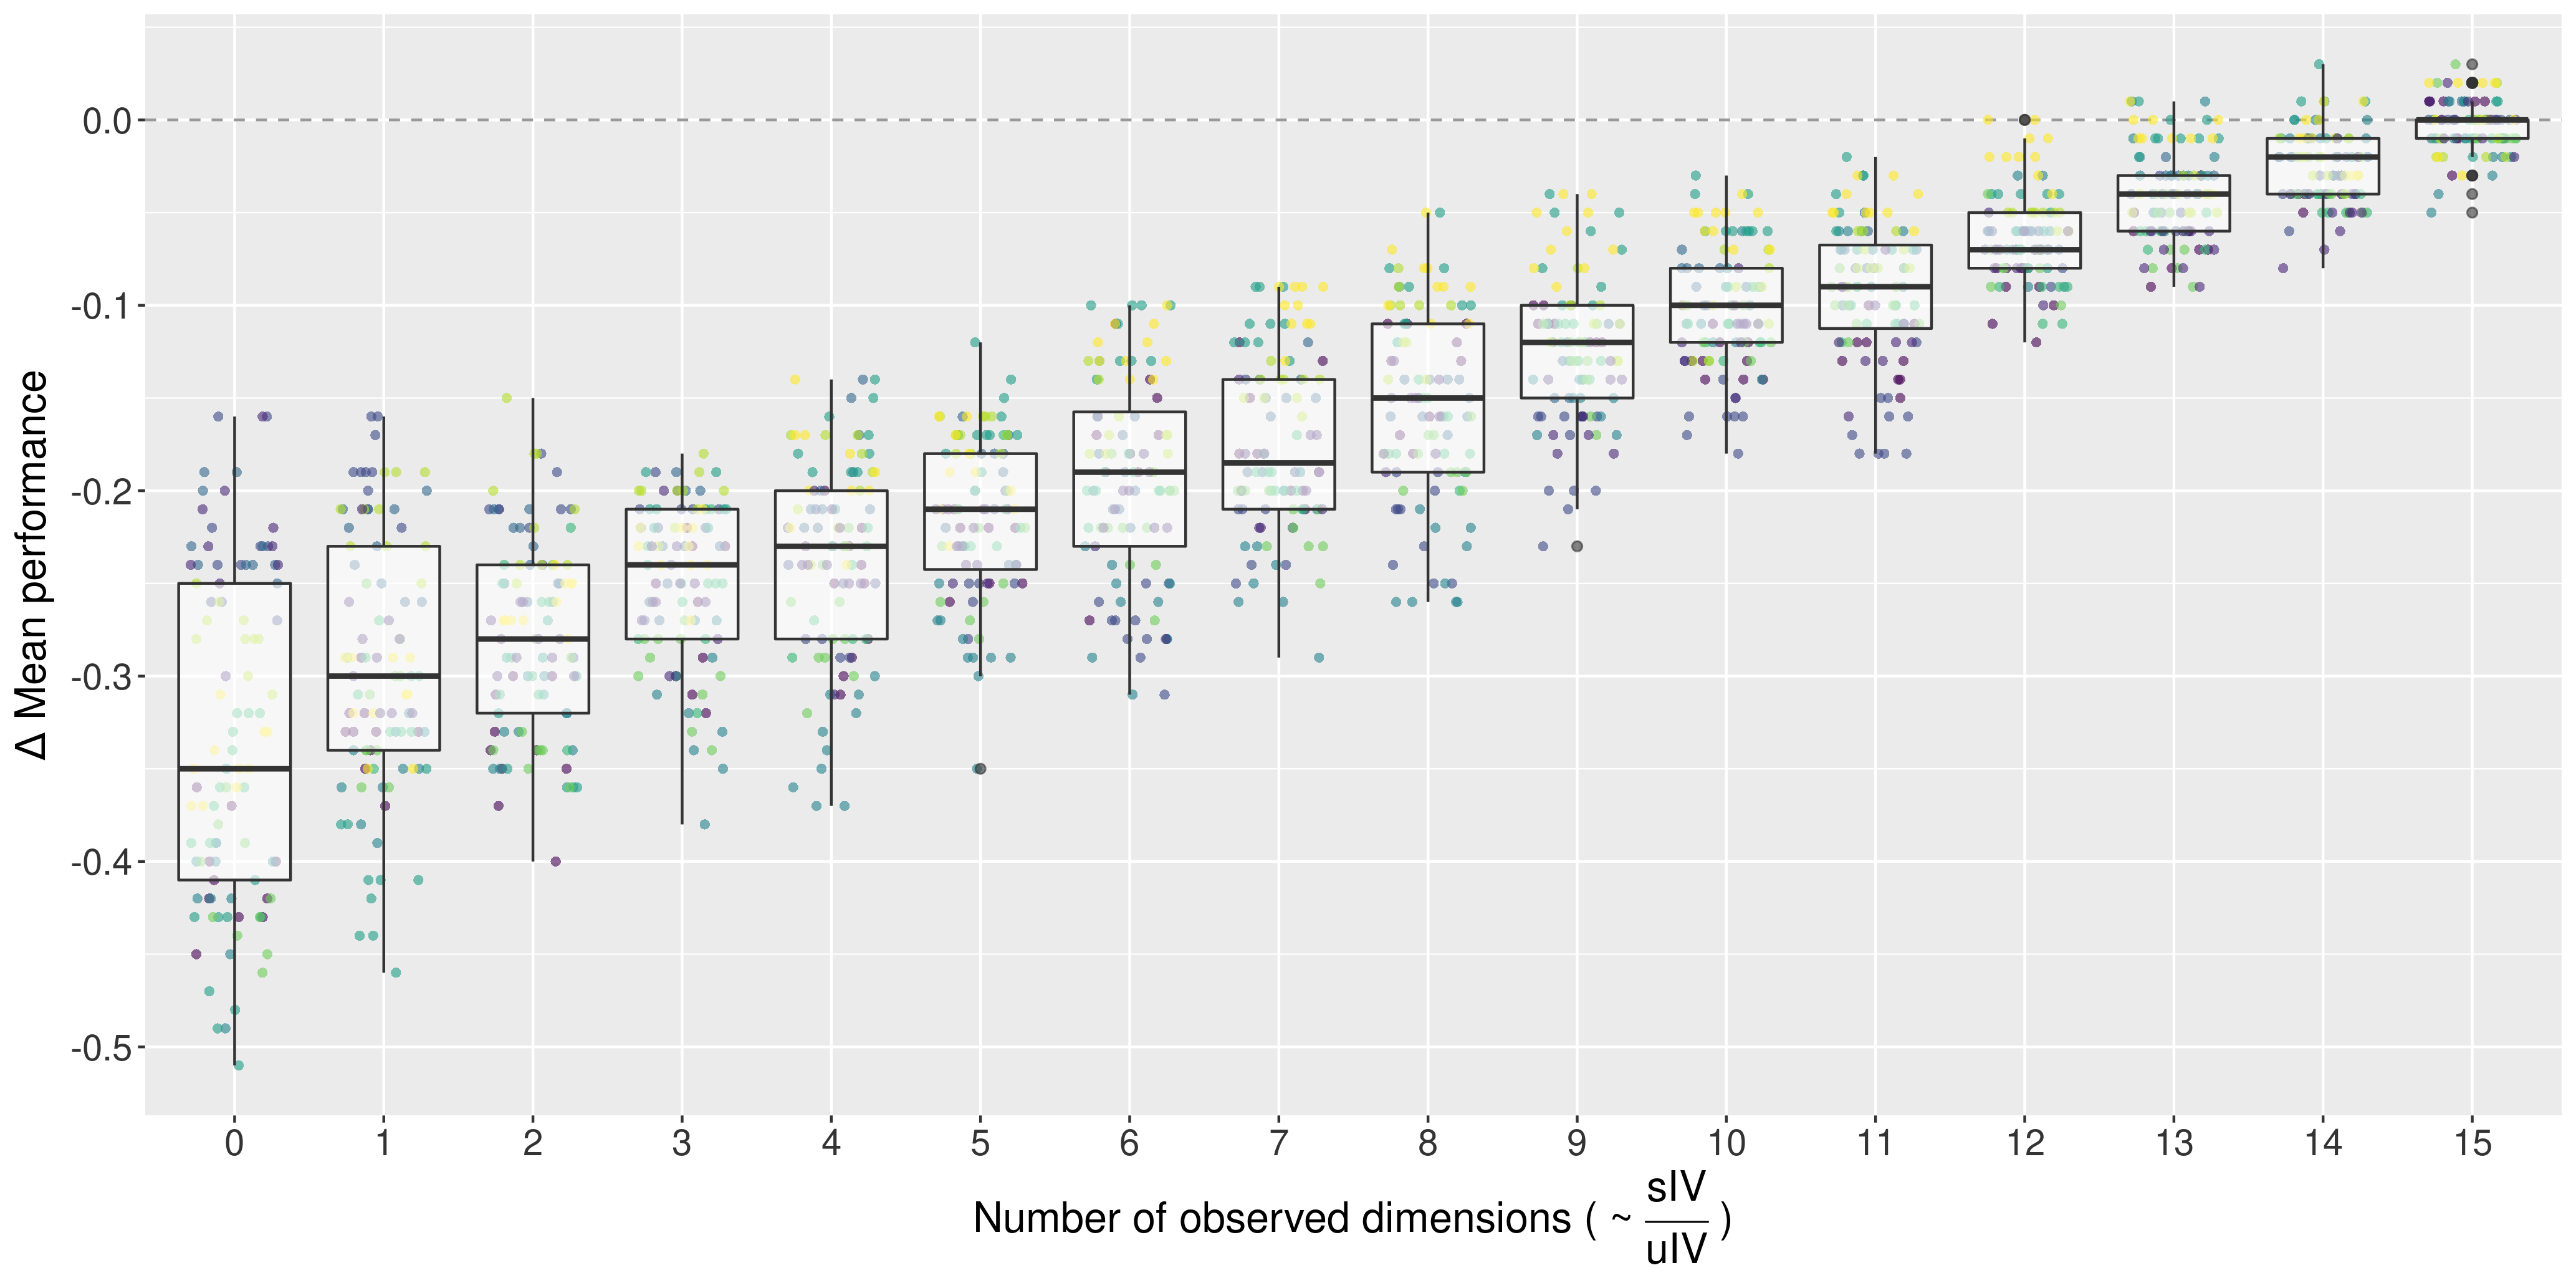 Δ Mean performance
0.0
-0.1
-0.2
-0.3
-0.4
-0.5
0 1 2 3 4 5 6 7 8 9 10 11 12 13 14 15
Number of observed dimensions ( ~ sIV / uIV )